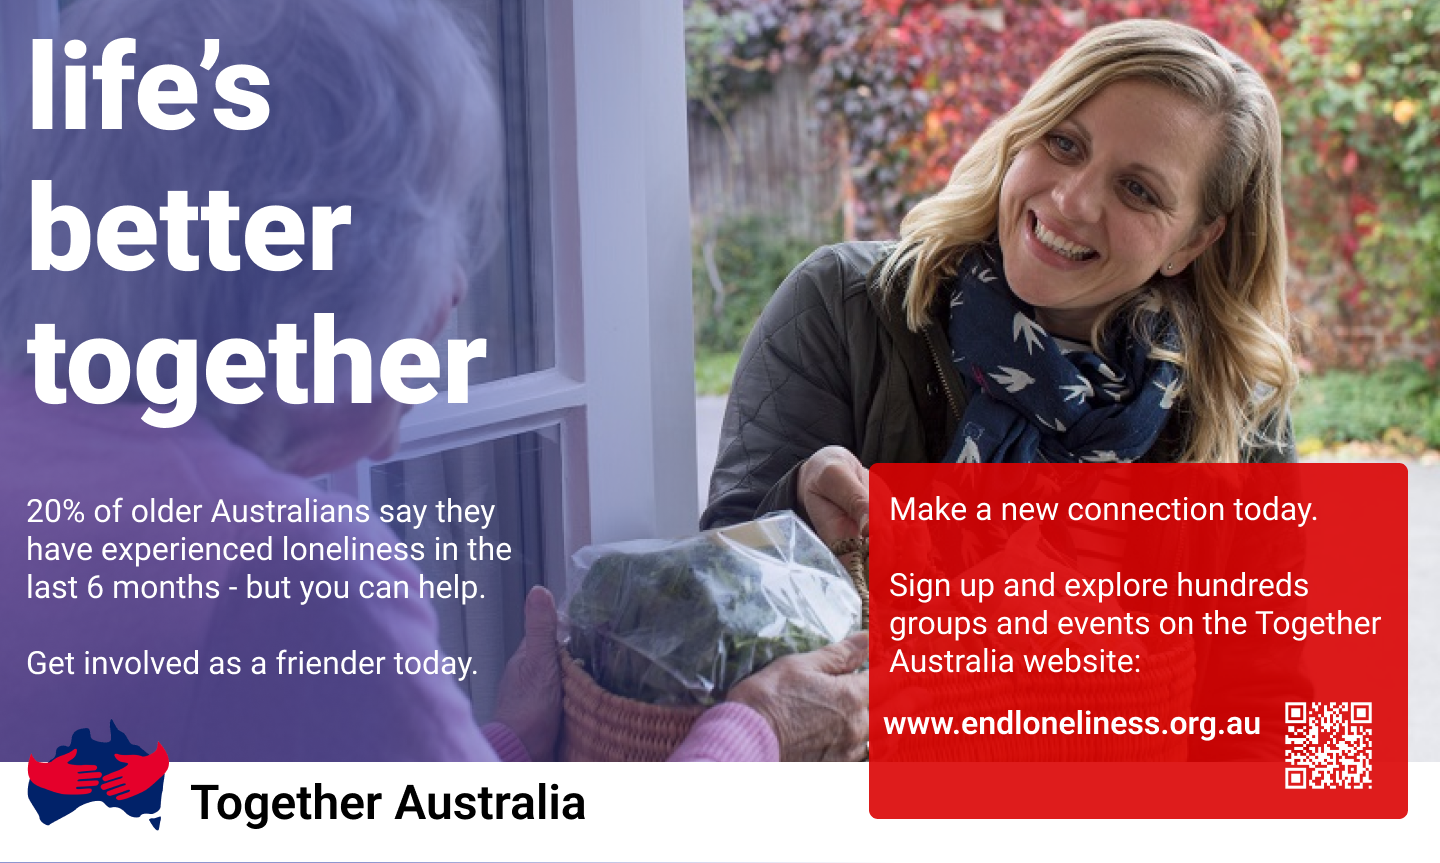 life’s
better
together
20% of older Australians say they
have experienced loneliness in the
last 6 months - but you can help.
Get involved as a friender today.
Make a new connection today.
Sign up and explore hundreds
groups and events on the Together
Australia website:
www.endloneliness.org.au
Together Australia